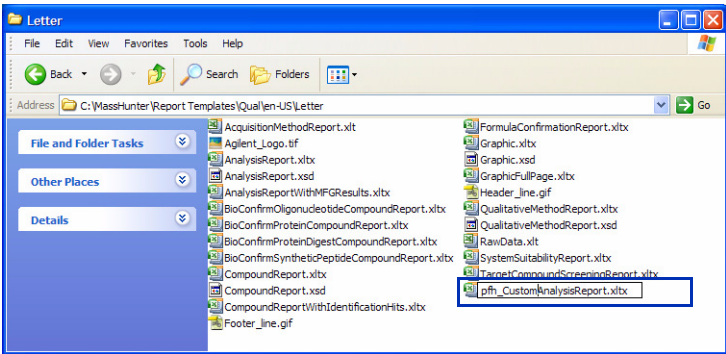 Letter
File Edit View Favorites Tools Help
Back Search Folders
Address C:\MassHunter\Report Templates\Qual\en-US\Letter Go
File and Folder Tasks
Other Places
Details
AcquisitionMethodReport.xlt
Agilent_Logo.tif
AnalysisReport.xltx
AnalysisReport.xsd
AnalysisReportWithMFGResults.xltx
BioConfirmOligonucleotideCompoundReport.xltx
BioConfirmProteinCompoundReport.xltx
BioConfirmProteinDigestCompoundReport.xltx
BioConfirmSyntheticPeptideCompoundReport.xltx
CompoundReport.xltx
CompoundReport.xsd
CompoundReportWithIdentificationHits.xltx
Footer_line.gif
FormulaConfirmationReport.xltx
Graphic.xltx
Graphic.xsd
GraphicFullPage.xltx
Header_line.gif
QualitativeMethodReport.xltx
QualitativeMethodReport.xsd
RawData.xlt
SystemSuitabilityReport.xltx
TargetCompoundScreeningReport.xltx
pfh_CustomAnalysisReport.xltx